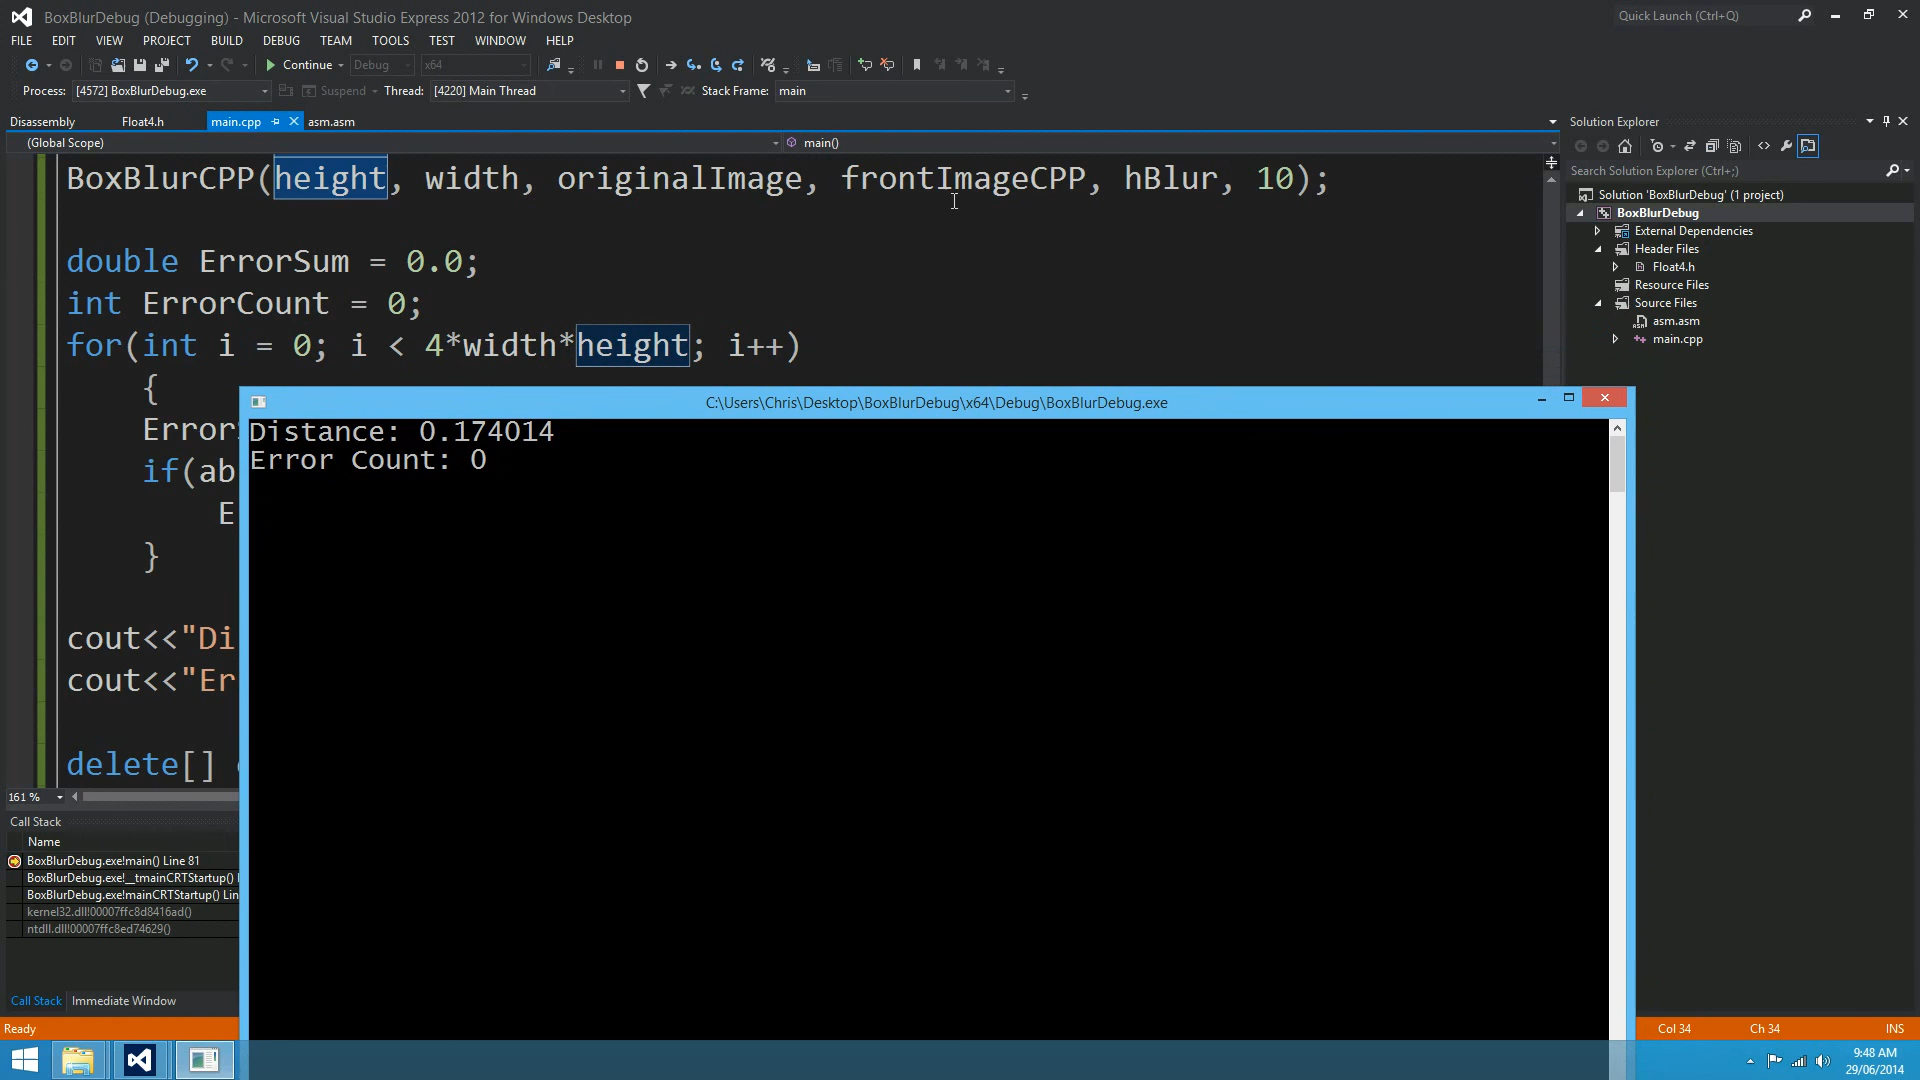 BoxBlurDebug (Debugging) - Microsoft Visual Studio Express 2012 for Windows Desktop
Quick Launch (Ctrl+Q)
FILE EDIT VIEW PROJECT BUILD DEBUG TEAM TOOLS TEST WINDOW HELP
Continue Debug x64
Process: [4572] BoxBlurDebug.exe Suspend Thread: [4220] Main Thread Stack Frame: main
Disassembly Float4.h main.cpp asm.asm
(Global Scope) main()
BoxBlurCPP(height, width, originalImage, frontImageCPP, hBlur, 10);
double ErrorSum = 0.0;
int ErrorCount = 0;
for(int i = 0; i < 4*width*height; i++)
{
Error
if(ab
E
}
cout<<"Di
cout<<"Er
delete[]
161 %
C:\Users\Chris\Desktop\BoxBlurDebug\x64\Debug\BoxBlurDebug.exe
Distance: 0.174014
Error Count: 0
Solution Explorer
Search Solution Explorer (Ctrl+;)
Solution 'BoxBlurDebug' (1 project)
BoxBlurDebug
External Dependencies
Header Files
Float4.h
Resource Files
Source Files
asm.asm
main.cpp
Call Stack
Name
BoxBlurDebug.exe!main() Line 81
BoxBlurDebug.exe!__tmainCRTStartup()
BoxBlurDebug.exe!mainCRTStartup() Lin
kernel32.dll!00007ffc8d8416ad()
ntdll.dll!00007ffc8ed74629()
Call Stack Immediate Window
Ready Col 34 Ch 34 INS
9:48 AM
29/06/2014